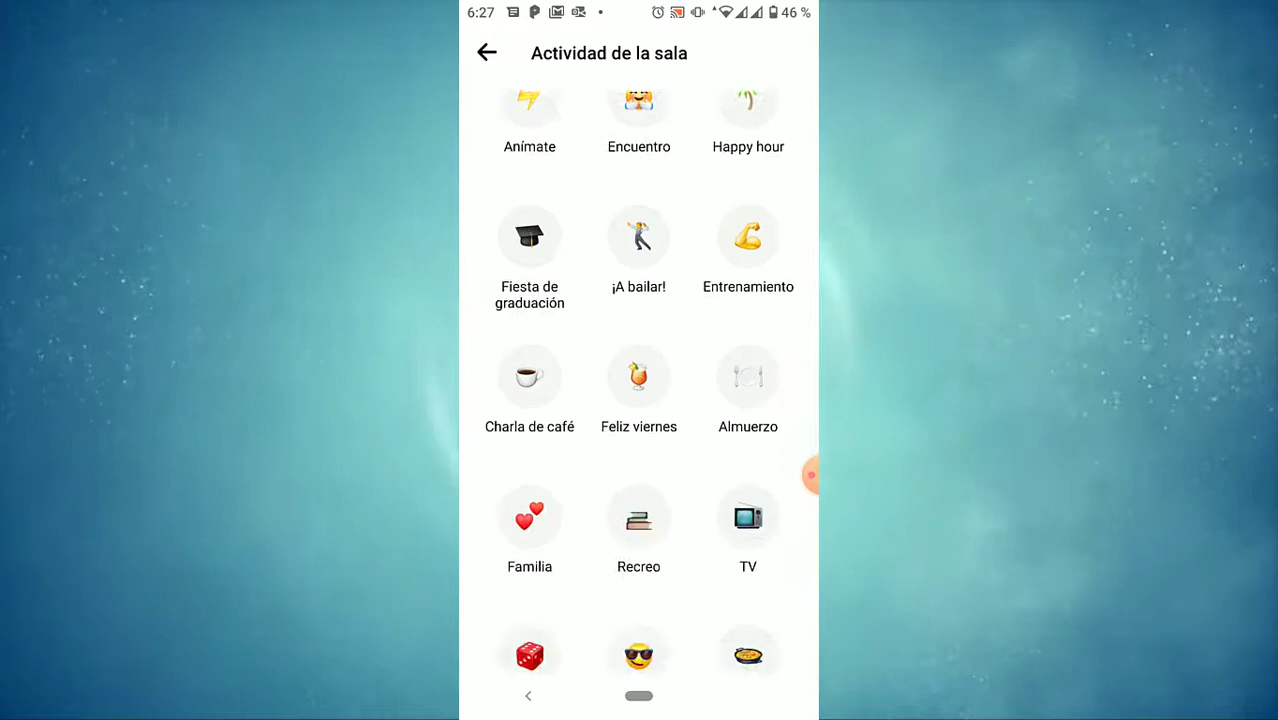 6:27 46 %
Actividad de la sala
Anímate Encuentro Happy hour
Fiesta de graduación ¡A bailar! Entrenamiento
Charla de café Feliz viernes Almuerzo
Familia Recreo TV